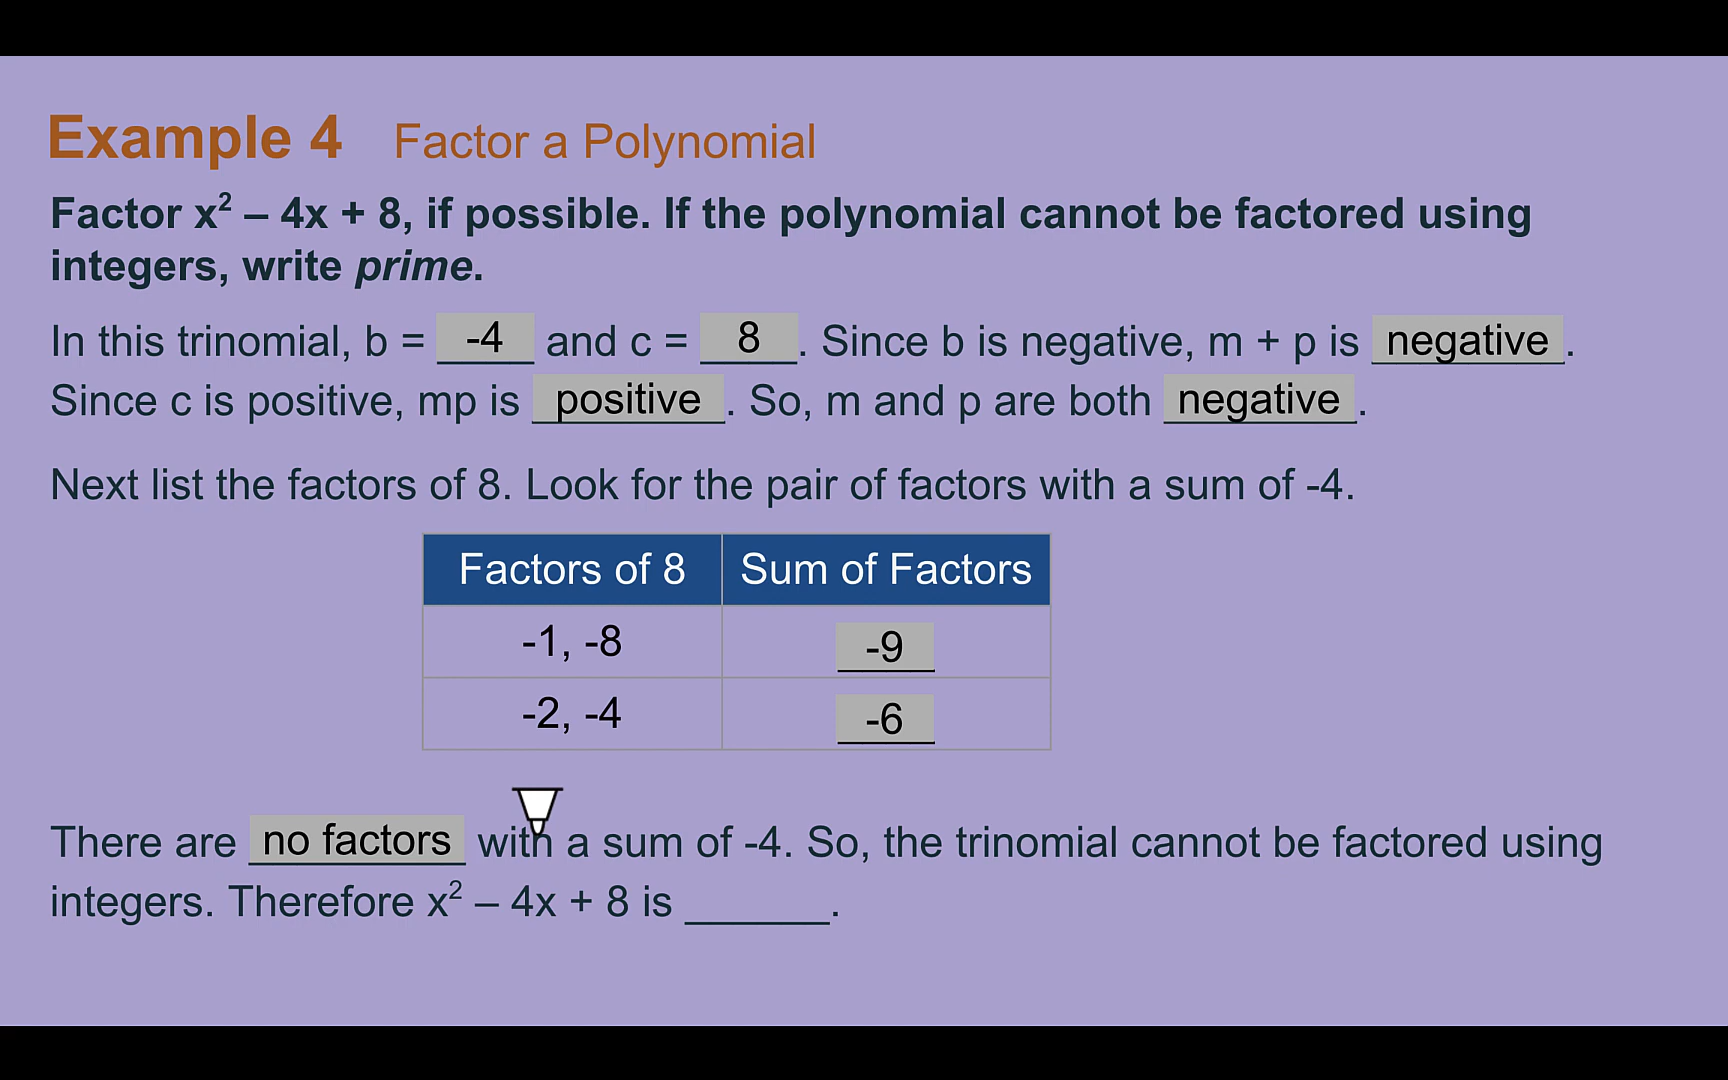 Example 4 Factor a Polynomial
Factor x² – 4x + 8, if possible. If the polynomial cannot be factored using
integers, write prime.
In this trinomial, b = -4 and c = 8. Since b is negative, m + p is negative.
Since c is positive, mp is positive. So, m and p are both negative.
Next list the factors of 8. Look for the pair of factors with a sum of -4.
Factors of 8 Sum of Factors
-1, -8 -9
-2, -4 -6
There are no factors with a sum of -4. So, the trinomial cannot be factored using
integers. Therefore x² – 4x + 8 is ______.